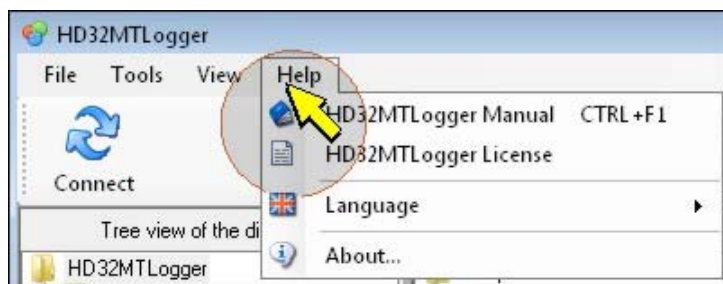 HD32MTLogger
File Tools View Help
HD32MTLogger Manual CTRL+F1
Connect
HD32MTLogger License
Language
Tree view of the di
About...
HD32MTLogger